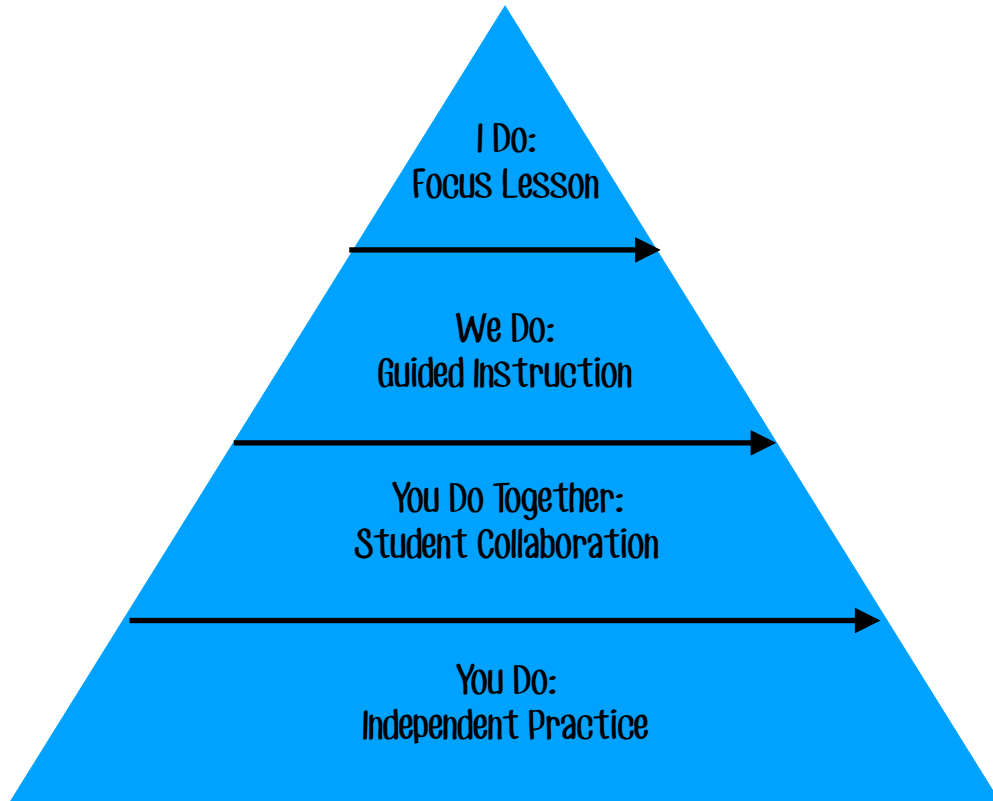 I Do:
Focus Lesson
We Do:
Guided Instruction
You Do Together:
Student Collaboration
You Do:
Independent Practice